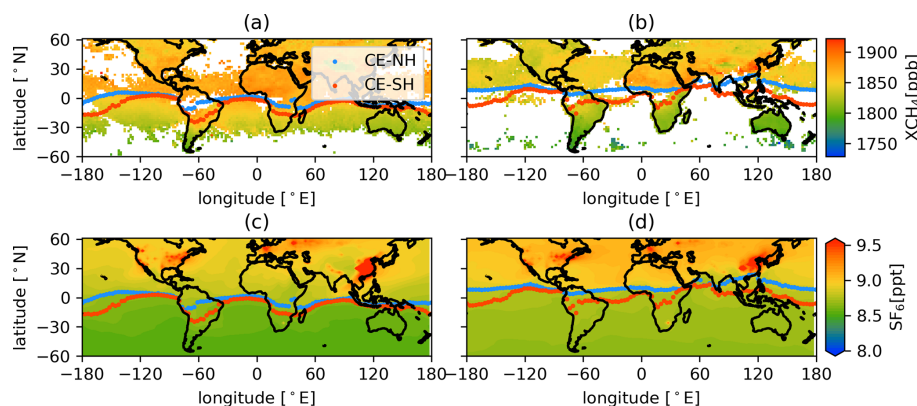 (a)
(b)
60
30
0
−30
−60
latitude [°N]
CE-NH
CE-SH
−180 −120 −60 0 60 120 180
longitude [°E]
−180 −120 −60 0 60 120 180
longitude [°E]
1900
1850
1800
1750
XCH₄[ppb]
(c)
(d)
60
30
0
−30
−60
latitude [°N]
−180 −120 −60 0 60 120 180
longitude [°E]
−180 −120 −60 0 60 120 180
longitude [°E]
9.5
9.0
8.5
8.0
SF₆[ppt]